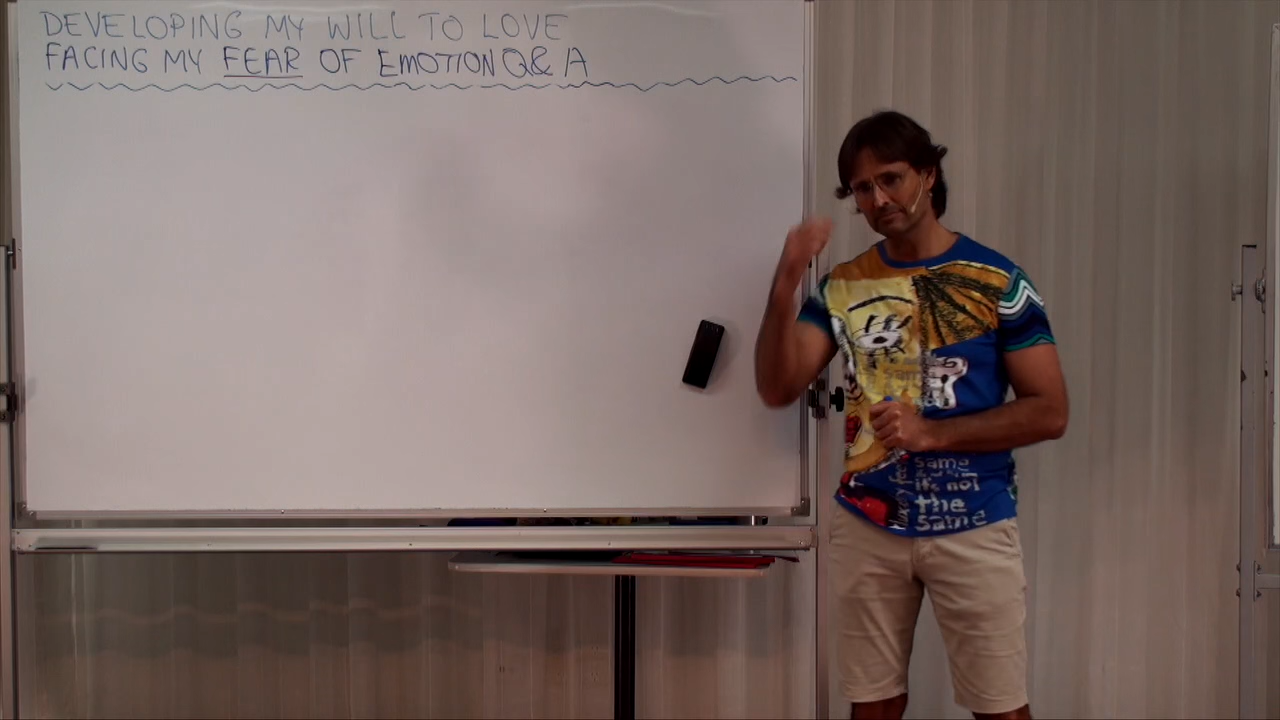 DEVELOPING MY WILL TO LOVE
FACING MY FEAR OF EMOTION Q & A
same
it's not
the
same